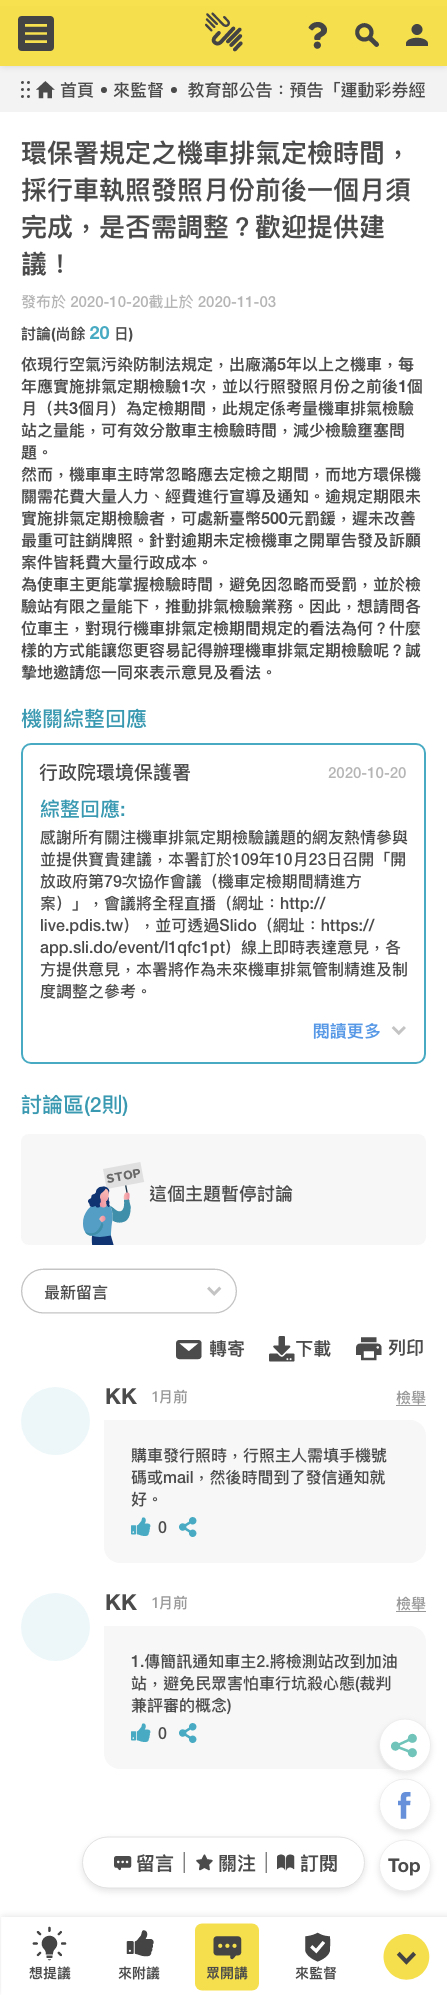 首頁 • 來監督 • 教育部公告：預告「運動彩券經
環保署規定之機車排氣定檢時間，
採行車執照發照月份前後一個月須
完成，是否需調整？歡迎提供建
議！
發布於 2020-10-20截止於 2020-11-03
討論(尚餘 20 日)
依現行空氣污染防制法規定，出廠滿5年以上之機車，每
年應實施排氣定期檢驗1次，並以行照發照月份之前後1個
月（共3個月）為定檢期間，此規定係考量機車排氣檢驗
站之量能，可有效分散車主檢驗時間，減少檢驗壅塞問
題。
然而，機車車主時常忽略應去定檢之期間，而地方環保機
關需花費大量人力、經費進行宣導及通知。逾規定期限未
實施排氣定期檢驗者，可處新臺幣500元罰鍰，遲未改善
最重可註銷牌照。針對逾期未定檢機車之開單告發及訴願
案件皆耗費大量行政成本。
為使車主更能掌握檢驗時間，避免因忽略而受罰，並於檢
驗站有限之量能下，推動排氣檢驗業務。因此，想請問各
位車主，對現行機車排氣定檢期間規定的看法為何？什麼
樣的方式能讓您更容易記得辦理機車排氣定期檢驗呢？誠
摯地邀請您一同來表示意見及看法。
機關綜整回應
行政院環境保護署 2020-10-20
綜整回應:
感謝所有關注機車排氣定期檢驗議題的網友熱情參與
並提供寶貴建議，本署訂於109年10月23日召開「開
放政府第79次協作會議（機車定檢期間精進方
案）」，會議將全程直播（網址：http://
live.pdis.tw），並可透過Slido（網址：https://
app.sli.do/event/l1qfc1pt）線上即時表達意見，各
方提供意見，本署將作為未來機車排氣管制精進及制
度調整之參考。
閱讀更多
討論區(2則)
STOP
這個主題暫停討論
最新留言
轉寄 下載 列印
KK 1月前 檢舉
購車發行照時，行照主人需填手機號
碼或mail，然後時間到了發信通知就
好。
0
KK 1月前 檢舉
1.傳簡訊通知車主2.將檢測站改到加油
站，避免民眾害怕車行坑殺心態(裁判
兼評審的概念)
0
f
留言 | 關注 | 訂閱
Top
想提議 來附議 眾開講 來監督